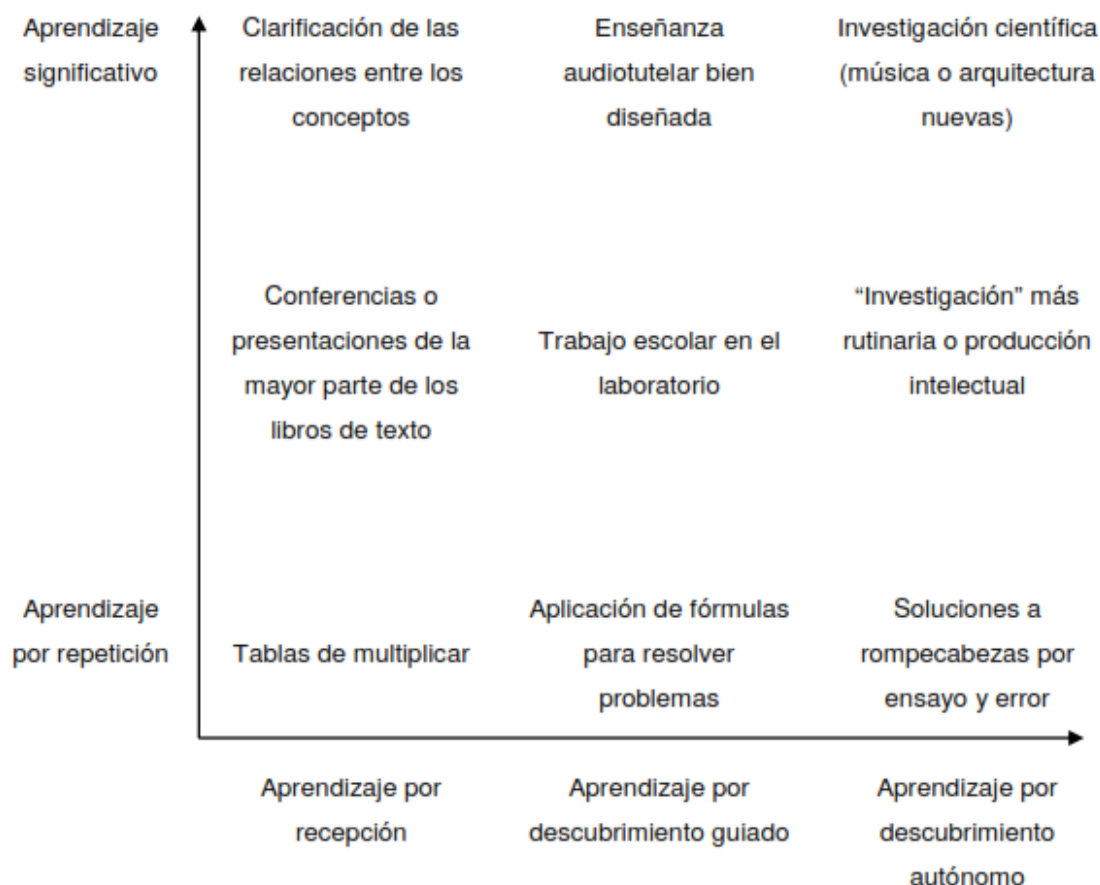 Aprendizaje
significativo
Clarificación de las
relaciones entre los
conceptos
Enseñanza
audiotutelar bien
diseñada
Investigación científica
(música o arquitectura
nuevas)
Conferencias o
presentaciones de la
mayor parte de los
libros de texto
Trabajo escolar en el
laboratorio
“Investigación” más
rutinaria o producción
intelectual
Aprendizaje
por repetición
Tablas de multiplicar
Aplicación de fórmulas
para resolver
problemas
Soluciones a
rompecabezas por
ensayo y error
Aprendizaje por
recepción
Aprendizaje por
descubrimiento guiado
Aprendizaje por
descubrimiento
autónomo